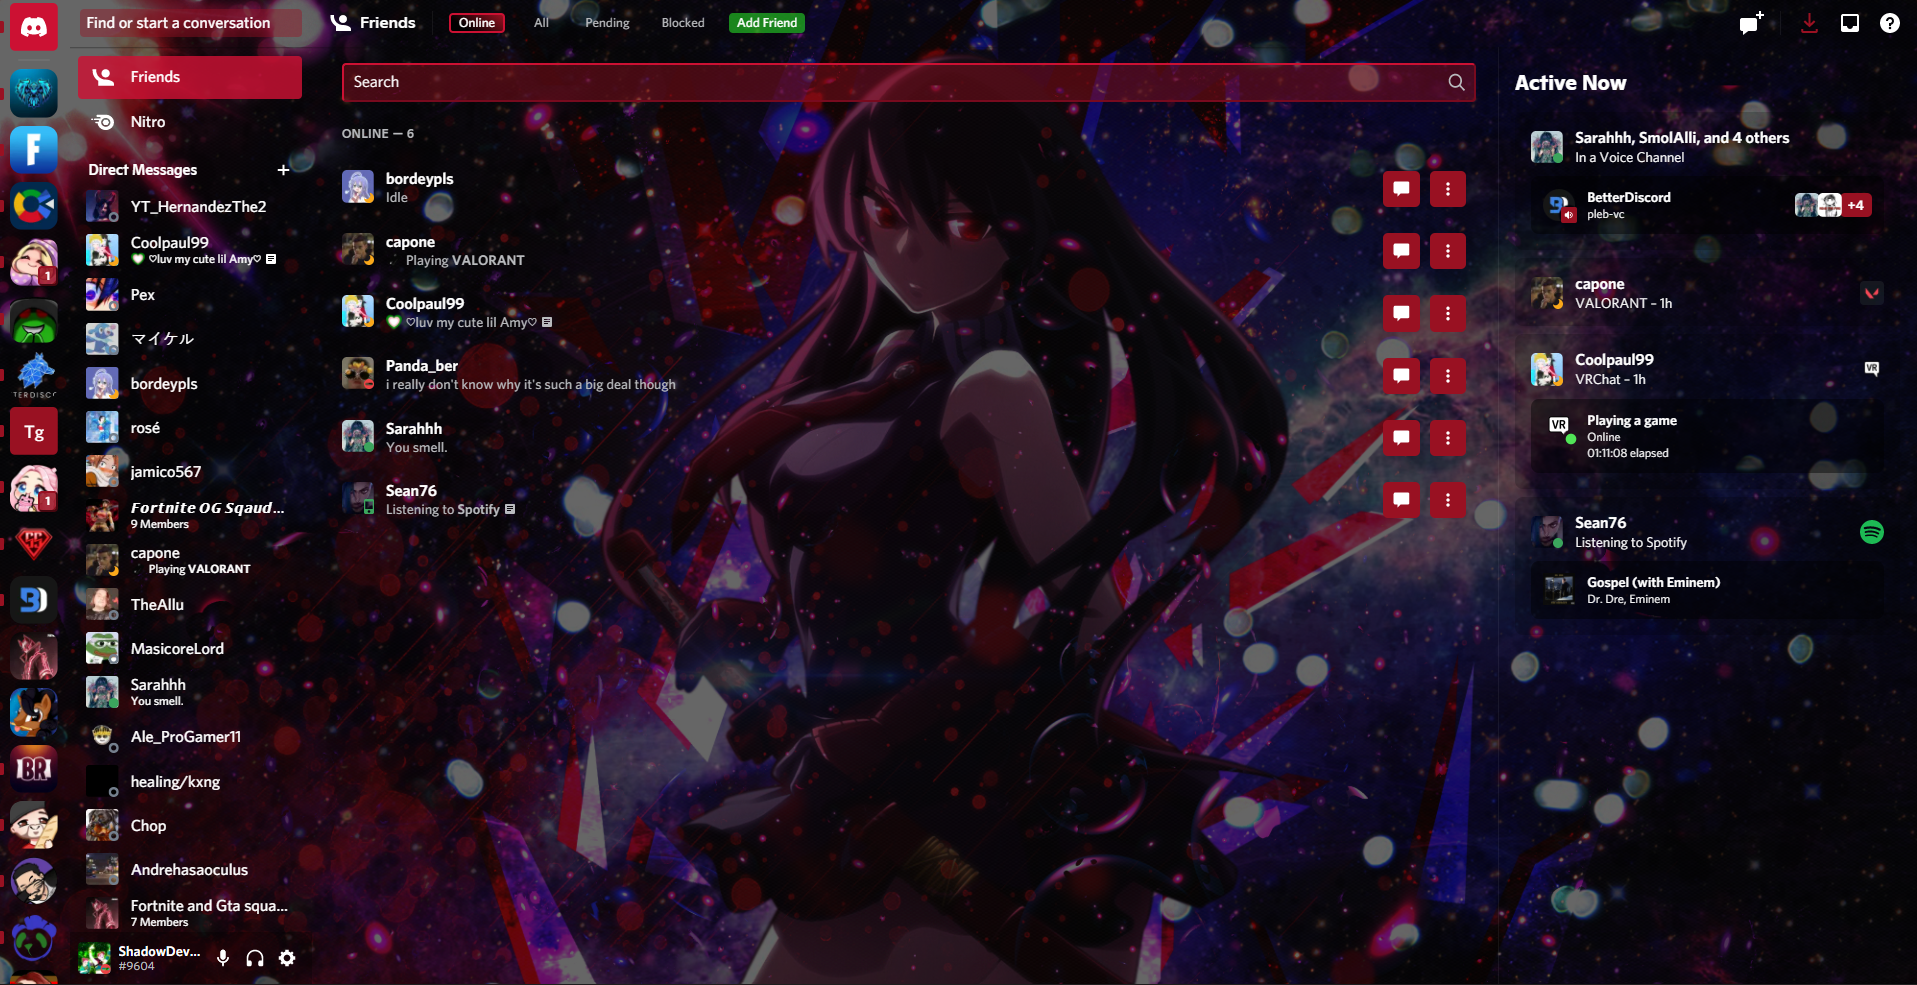 Find or start a conversation
Friends
Online
All
Pending
Blocked
Add Friend
Friends
Nitro
Direct Messages
YT_HernandezThe2
Coolpaul99
♡luv my cute lil Amy♡
Pex
マイケル
bordeypls
rosé
jamico567
Fortnite OG Sqaud...
9 Members
capone
Playing VALORANT
TheAllu
MasicoreLord
Sarahhh
You smell.
Ale_ProGamer11
healing/kxng
Chop
Andrehasaoculus
Fortnite and Gta squa...
7 Members
ShadowDev...
#9604
1
TERDISC
Tg
1
BR
Search
ONLINE — 6
bordeypls
Idle
capone
Playing VALORANT
Coolpaul99
♡luv my cute lil Amy♡
Panda_ber
i really don't know why it's such a big deal though
Sarahhh
You smell.
Sean76
Listening to Spotify
Active Now
Sarahhh, SmolAlli, and 4 others
In a Voice Channel
BetterDiscord
pleb-vc
+4
capone
VALORANT – 1h
Coolpaul99
VRChat – 1h
VR
VR
Playing a game
Online
01:11:08 elapsed
Sean76
Listening to Spotify
Gospel (with Eminem)
Dr. Dre, Eminem